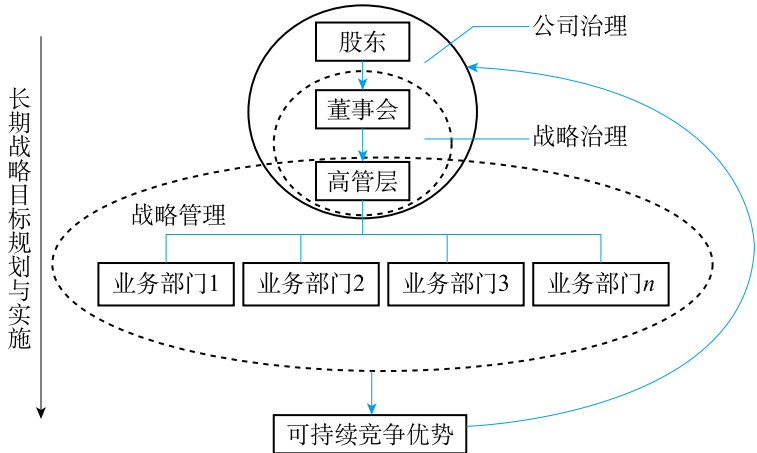 股东
公司治理
董事会
战略治理
高管层
战略管理
业务部门1
业务部门2
业务部门3
业务部门n
可持续竞争优势
长期战略目标规划与实施